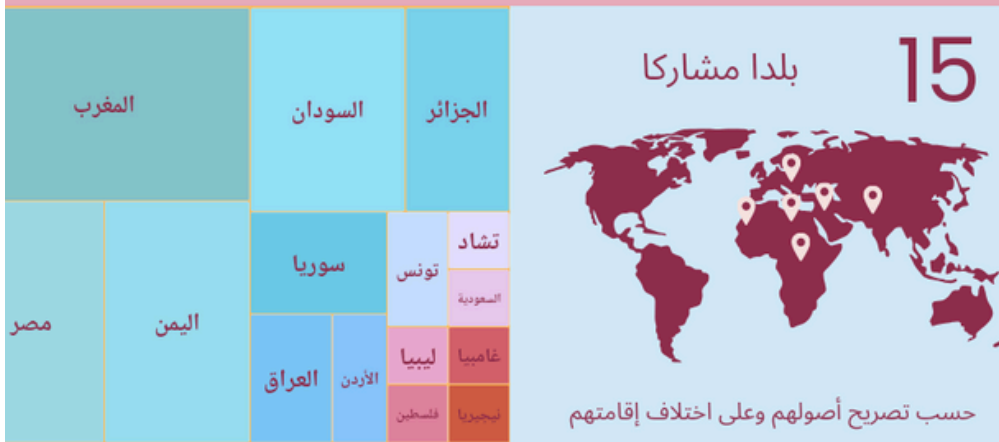 15
بلدا مشاركا
حسب تصريح أصولهم وعلى اختلاف إقامتهم
الجزائر
السودان
المغرب
تشاد
تونس
سوريا
السعودية
اليمن
مصر
غامبيا
ليبيا
الأردن
العراق
نيجيريا
فلسطين